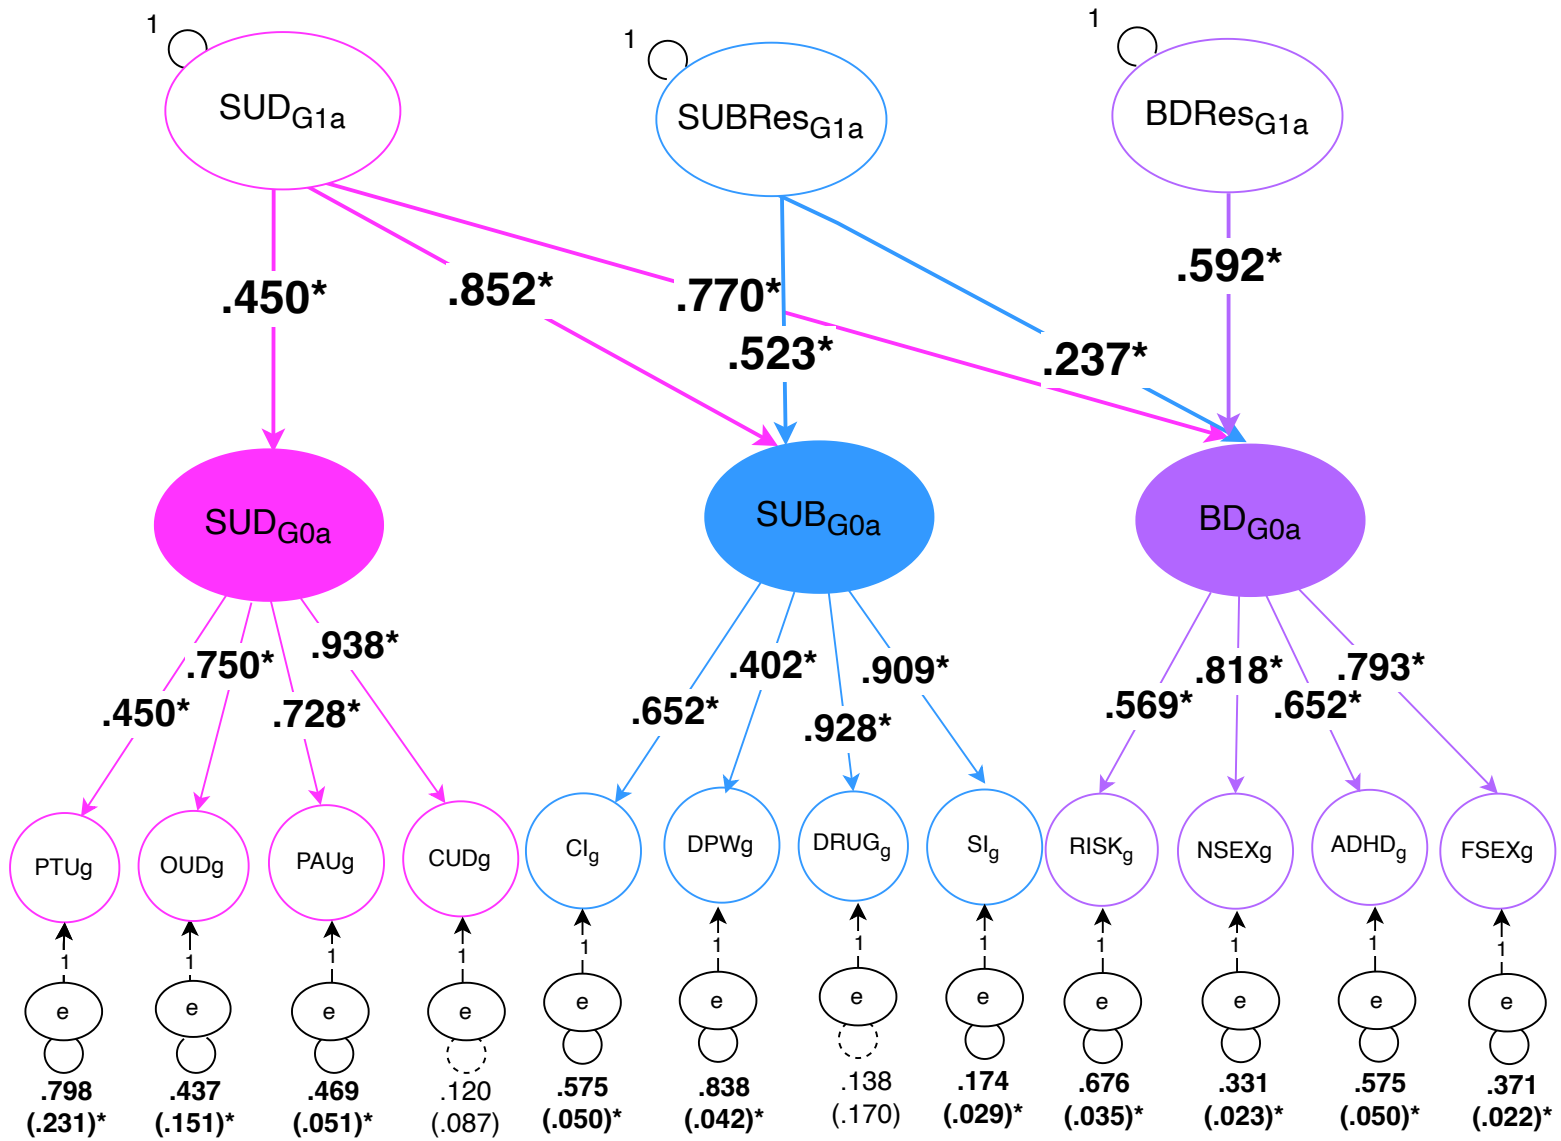 1
1
1
SUDG1a
SUBResG1a
BDResG1a
.450*
.852*
.770*
.523*
.237*
.592*
SUDG0a
SUBG0a
BDG0a
.450*
.750*
.728*
.938*
.652*
.402*
.928*
.909*
.569*
.818*
.652*
.793*
PTUg
OUDg
PAUg
CUDg
CIg
DPWg
DRUGg
SIg
RISKg
NSEXg
ADHDg
FSEXg
1 1 1 1 1 1 1 1 1 1 1 1
e e e e e e e e e e e e
.798 .437 .469 .120 .575 .838 .138 .174 .676 .331 .575 .371
(.231)* (.151)* (.051)* (.087) (.050)* (.042)* (.170) (.029)* (.035)* (.023)* (.050)* (.022)*